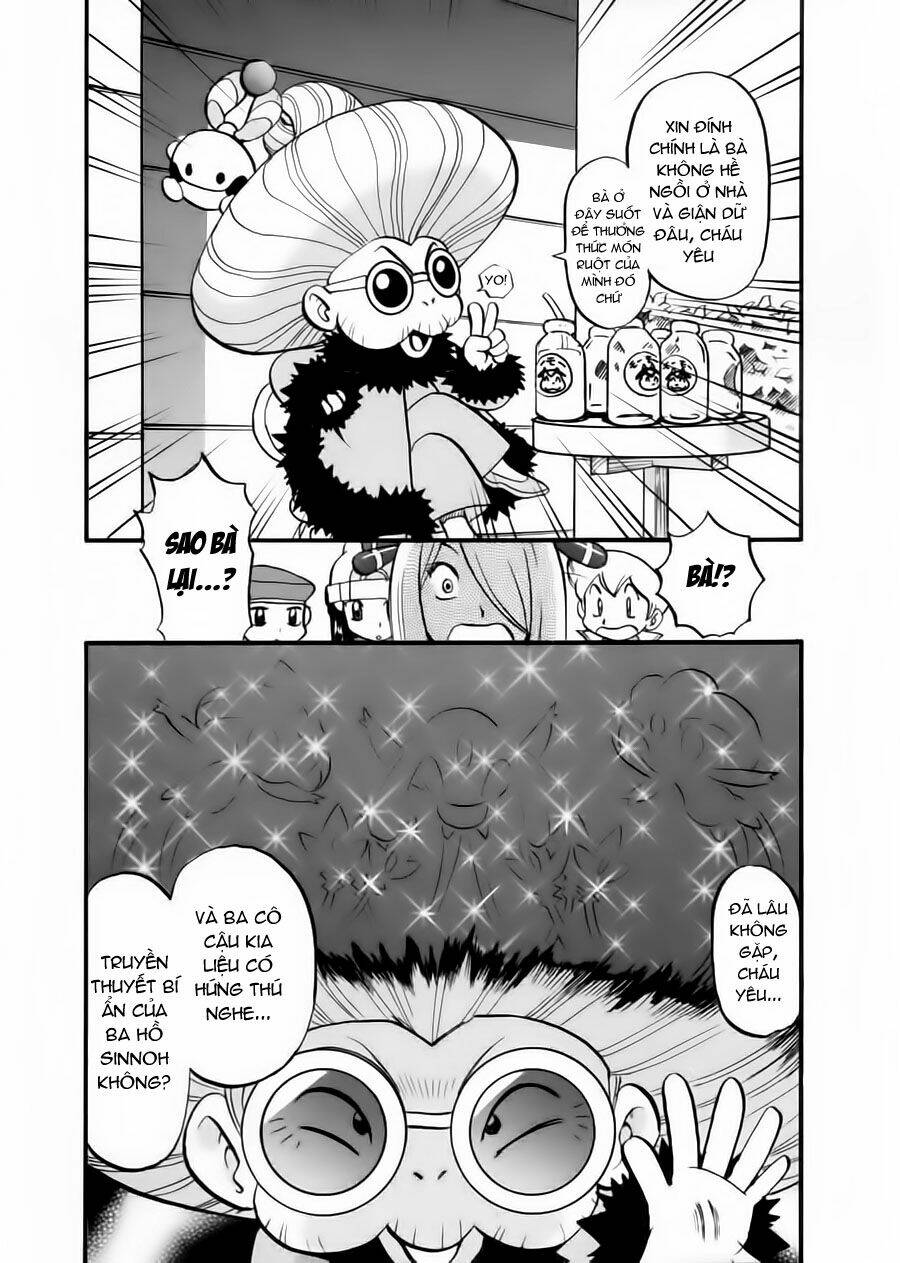 XIN ĐÍNH
CHÍNH LÀ BÀ
KHÔNG HỀ
NGỒI Ở NHÀ
VÀ GIẬN DỮ
ĐÂU, CHÁU
YÊU
BÀ Ở
ĐÂY SUỐT
ĐỂ THƯỞNG
THỨC MÓN
RUỘT CỦA
MÌNH ĐÓ
CHỨ
YO!
BÀ!?
SAO BÀ
LẠI...?
ĐÃ LÂU
KHÔNG
GẶP,
CHÁU
YÊU...
VÀ BA CÔ
CẬU KIA
LIỆU CÓ
HỨNG THÚ
NGHE...
TRUYỀN
THUYẾT BÍ
ẨN CỦA
BA HỒ
SINNOH
KHÔNG?